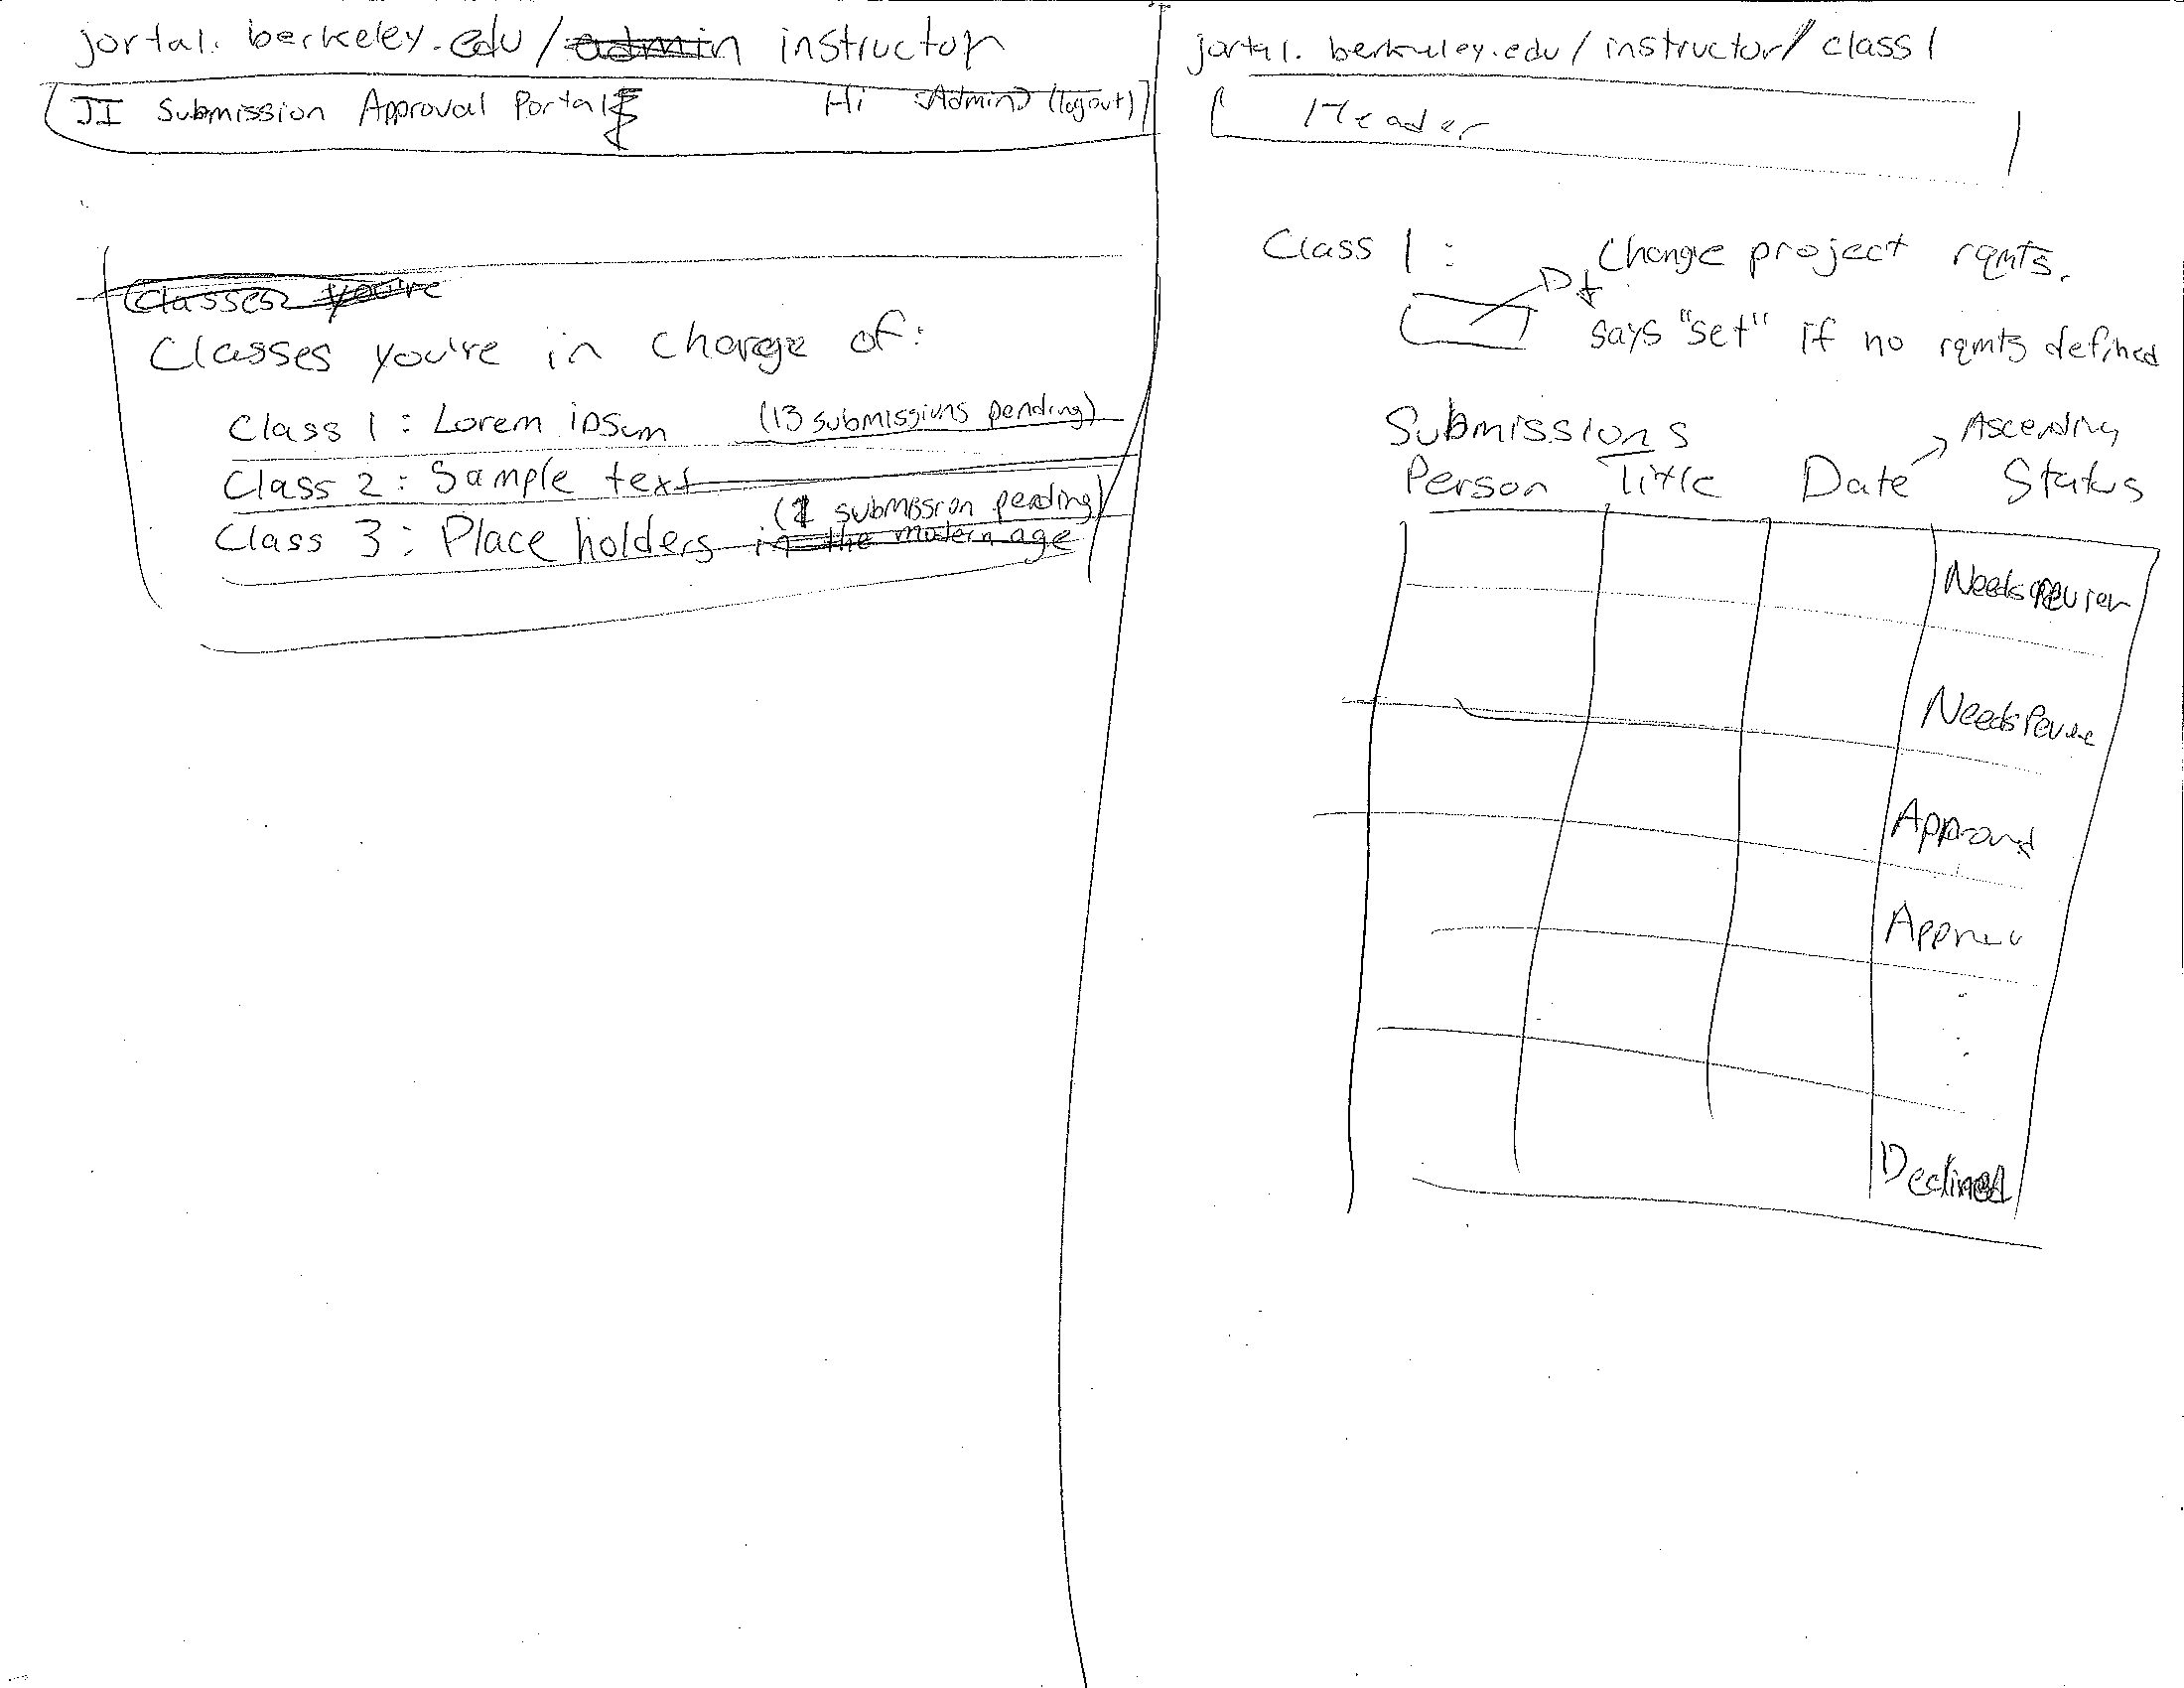 jortal.berkeley.edu/admin instructor
JI Submission Approval Portal Hi <Admin> (logout)
Classes you're
Classes you're in charge of:
Class 1: Lorem ipsum (13 submissions pending)
Class 2: Sample text
(1 submission pending)
Class 3: Place holders in the modern age
jortal.berkeley.edu/instructor/class1
Header
Class 1: Change project rqmts.
says "set" if no rqmts defined
Submissions Ascending
Person Title Date Status
Needs Review
Needs Revie
Approved
Approv
Declined